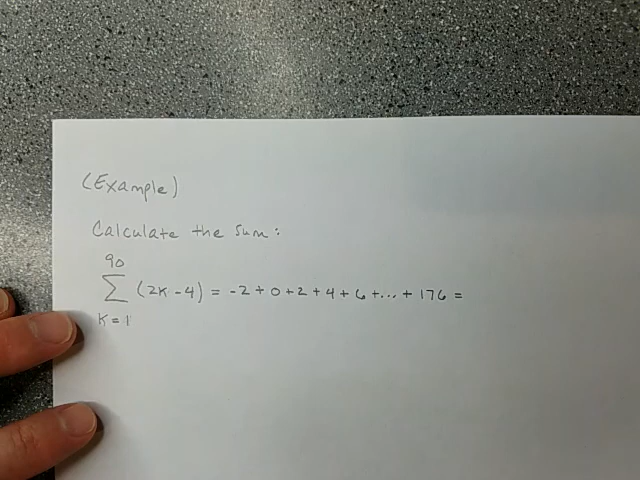 (Example)
Calculate the sum:
90
∑ (2K-4) = -2+0+2+4+6+...+176=
K=1